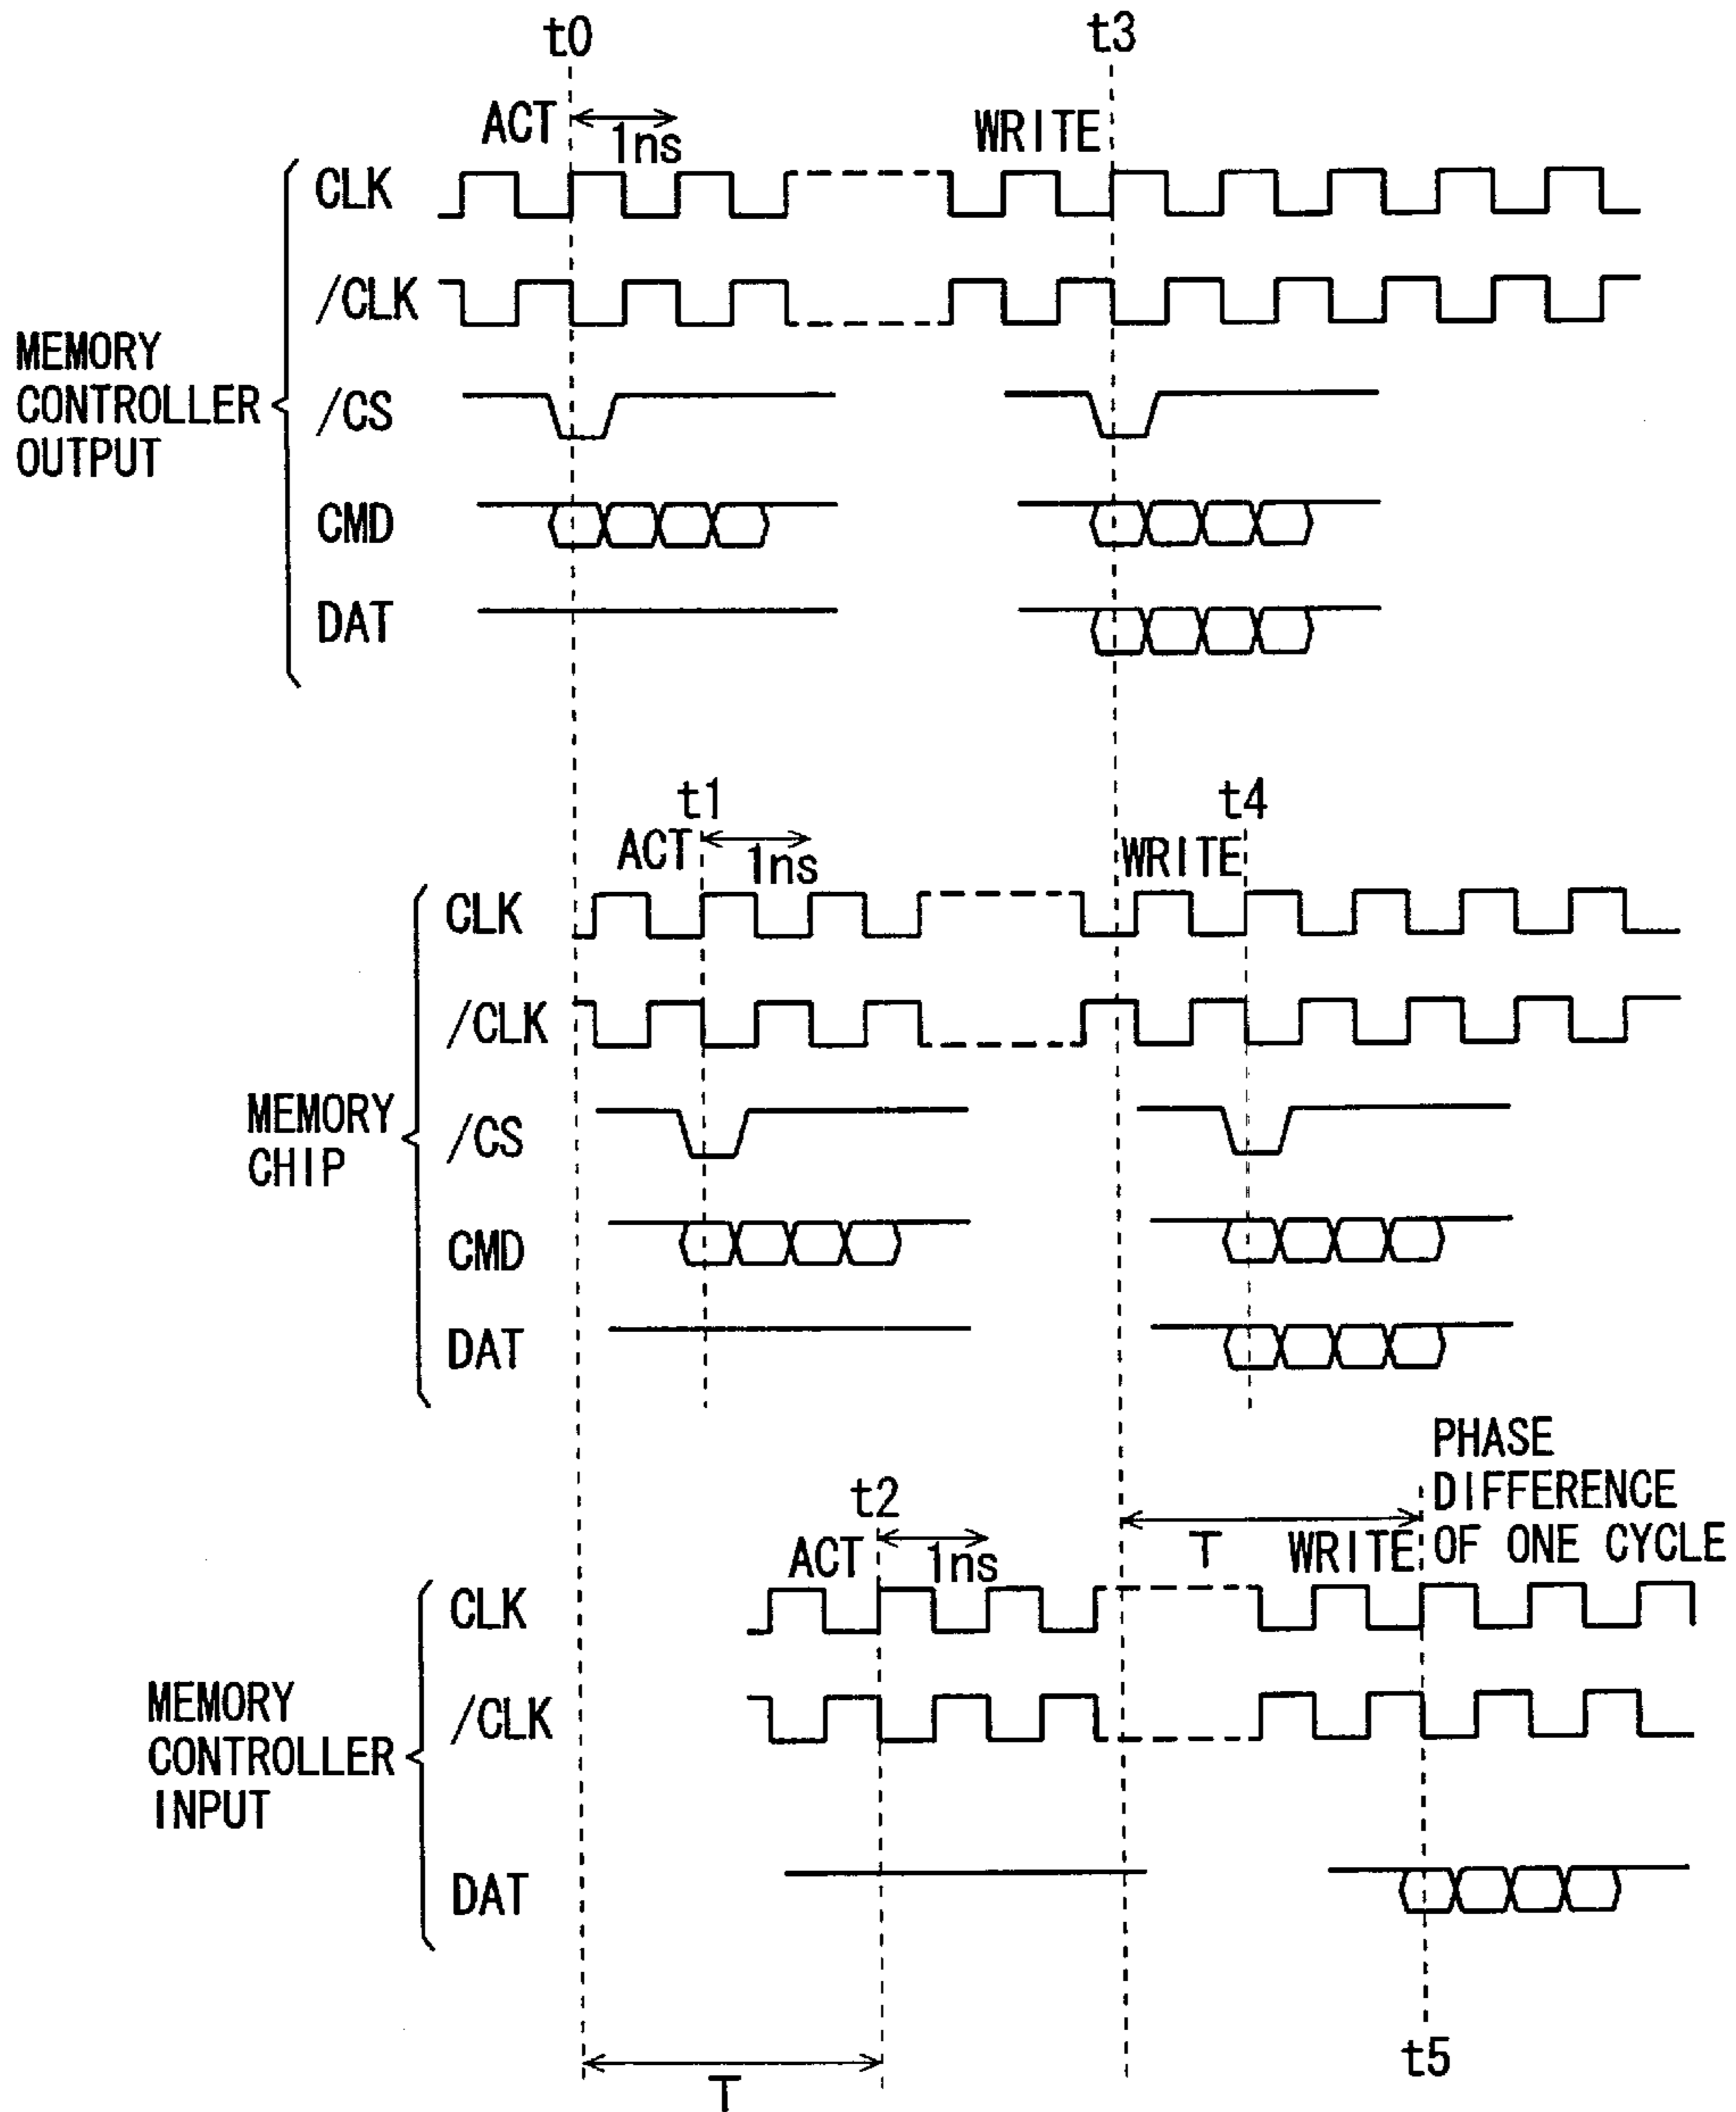 t0
t3
ACT
1ns
WRITE
CLK
/CLK
MEMORY
CONTROLLER
OUTPUT
/CS
CMD
DAT
t1
t4
ACT
1ns
WRITE
CLK
/CLK
MEMORY
CHIP
/CS
CMD
DAT
PHASE
DIFFERENCE
OF ONE CYCLE
t2
ACT
1ns
T
WRITE
CLK
/CLK
MEMORY
CONTROLLER
INPUT
DAT
t5
T